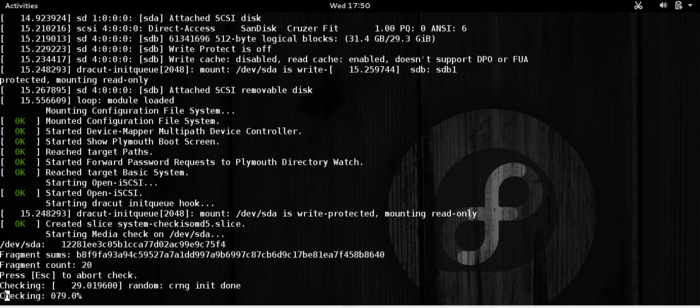 Activities
Wed 17:50
[   14.923924] sd 1:0:0:0: [sda] Attached SCSI disk
[   15.210216] scsi 4:0:0:0: Direct-Access     SanDisk  Cruzer Fit       1.00 PQ: 0 ANSI: 6
[   15.219013] sd 4:0:0:0: [sdb] 61341696 512-byte logical blocks: (31.4 GB/29.3 GiB)
[   15.229223] sd 4:0:0:0: [sdb] Write Protect is off
[   15.234417] sd 4:0:0:0: [sdb] Write cache: disabled, read cache: enabled, doesn't support DPO or FUA
[   15.248293] dracut-initqueue[2048]: mount: /dev/sda is write-[   15.259744]  sdb: sdb1
protected, mounting read-only
[   15.267895] sd 4:0:0:0: [sdb] Attached SCSI removable disk
[   15.556609] loop: module loaded
Mounting Configuration File System...
[  OK  ] Mounted Configuration File System.
[  OK  ] Started Device-Mapper Multipath Device Controller.
[  OK  ] Started Show Plymouth Boot Screen.
[  OK  ] Reached target Paths.
[  OK  ] Started Forward Password Requests to Plymouth Directory Watch.
[  OK  ] Reached target Basic System.
Starting Open-iSCSI...
[  OK  ] Started Open-iSCSI.
Starting dracut initqueue hook...
[   15.248293] dracut-initqueue[2048]: mount: /dev/sda is write-protected, mounting read-only
[  OK  ] Created slice system-checkisomd5.slice.
Starting Media check on /dev/sda...
/dev/sda:   12281ee3c05b1cca77d02ac99e9c75f4
Fragment sums: b8f9fa93a94c59527a7a1dd997a9b6997c87cb6d9c17be81ea7f458b8640
Fragment count: 20
Press [Esc] to abort check.
Checking: [   29.019600] random: crng init done
Checking: 079.0%